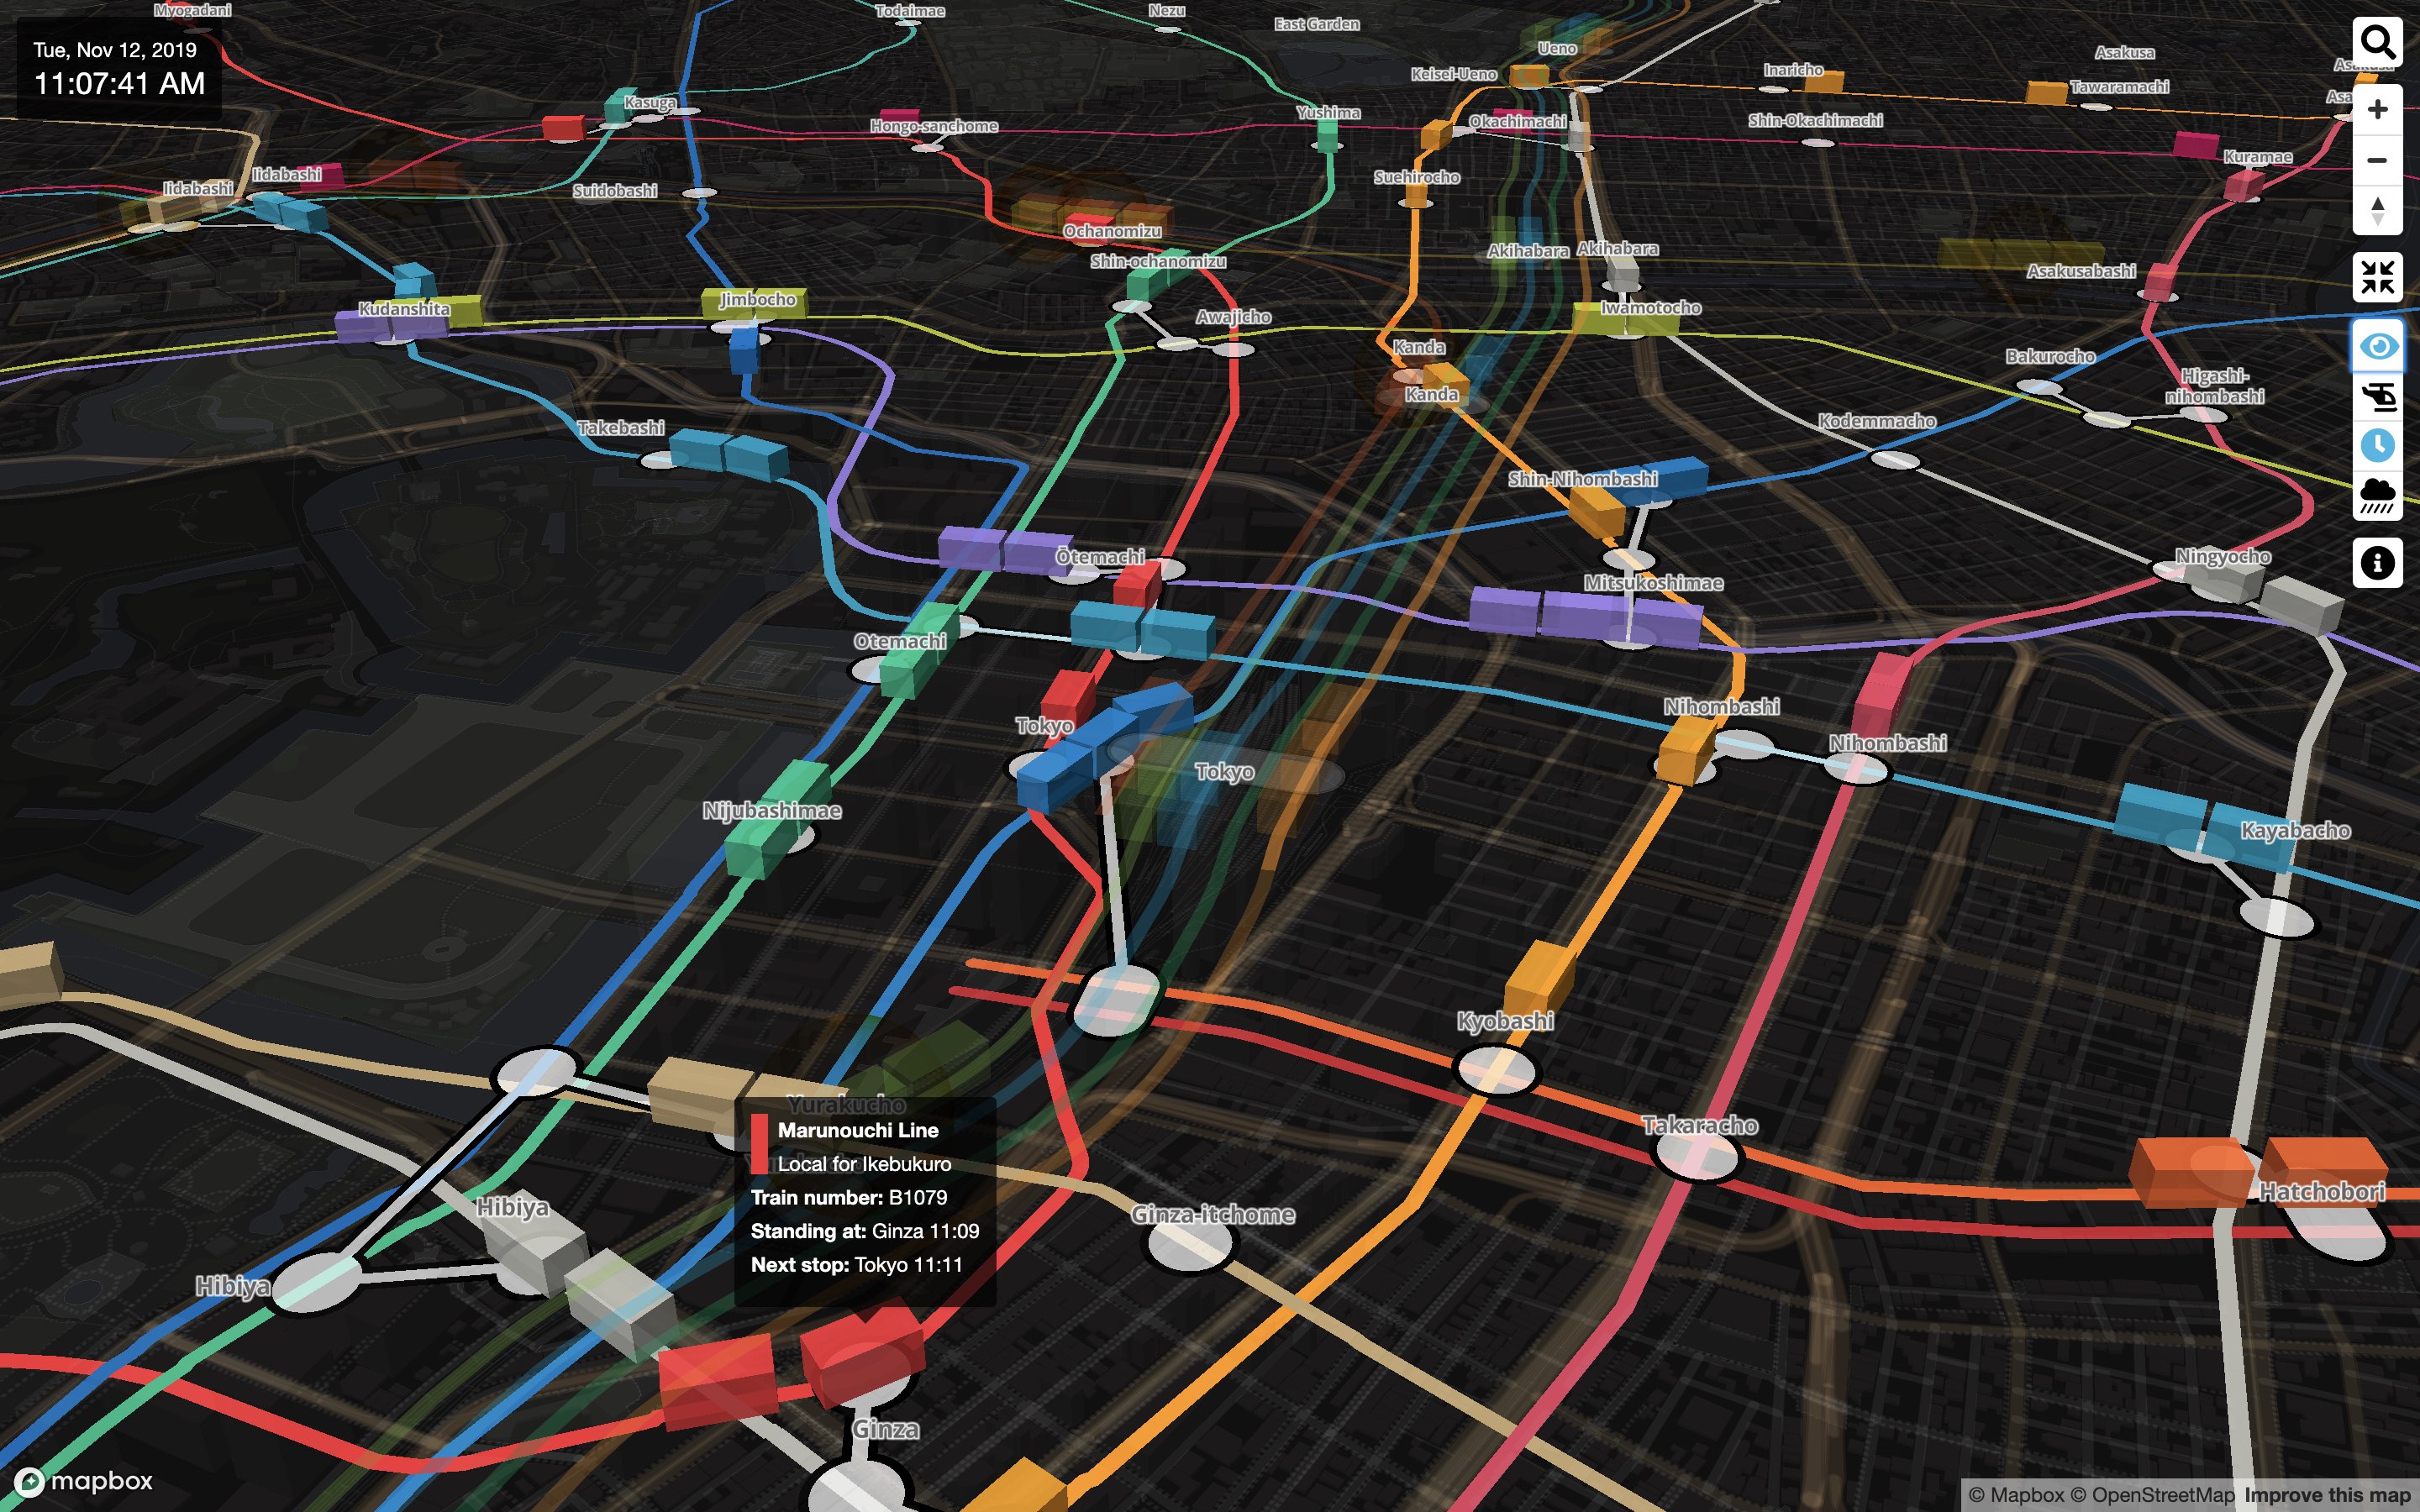 Myogadani
Todaimae
Nezu
East Garden
Tue, Nov 12, 2019
11:07:41 AM
Ueno
Asakusa
Keisei-Ueno
Inaricho
Tawaramachi
Kasuga
Hongo-sanchome
Yushima
Okachimachi
Shin-Okachimachi
Kuramae
Iidabashi
Iidabashi
Suidobashi
Suehirocho
Ochanomizu
Shin-ochanomizu
Akihabara
Akihabara
Asakusabashi
Kudanshita
Jimbocho
Awajicho
Iwamotocho
Kanda
Kanda
Bakurocho
Higashi-
nihombashi
Takebashi
Kodemmacho
Shin-Nihombashi
Otemachi
Mitsukoshimae
Ningyocho
Otemachi
Tokyo
Tokyo
Nihombashi
Nihombashi
Nijubashimae
Kayabacho
Kyobashi
Yurakucho
Marunouchi Line
Local for Ikebukuro
Train number: B1079
Standing at: Ginza 11:09
Next stop: Tokyo 11:11
Takaracho
Hatchobori
Hibiya
Ginza-itchome
Hibiya
Ginza
mapbox
© Mapbox © OpenStreetMap Improve this map